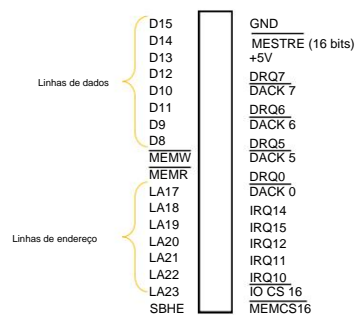 D15 GND
D14 MESTRE (16 bits)
D13 +5V
D12 DRQ7
Linhas de dados D10 DACK 7
D11 DRQ6
D9 DACK 6
D8 DRQ5
MEMW DACK 5
MEMR DRQ0
LA17 DACK 0
LA18 IRQ14
LA19 IRQ15
Linhas de endereço LA20 IRQ12
LA21 IRQ11
LA22 IRQ10
LA23 IO CS 16
SBHE MEMCS16